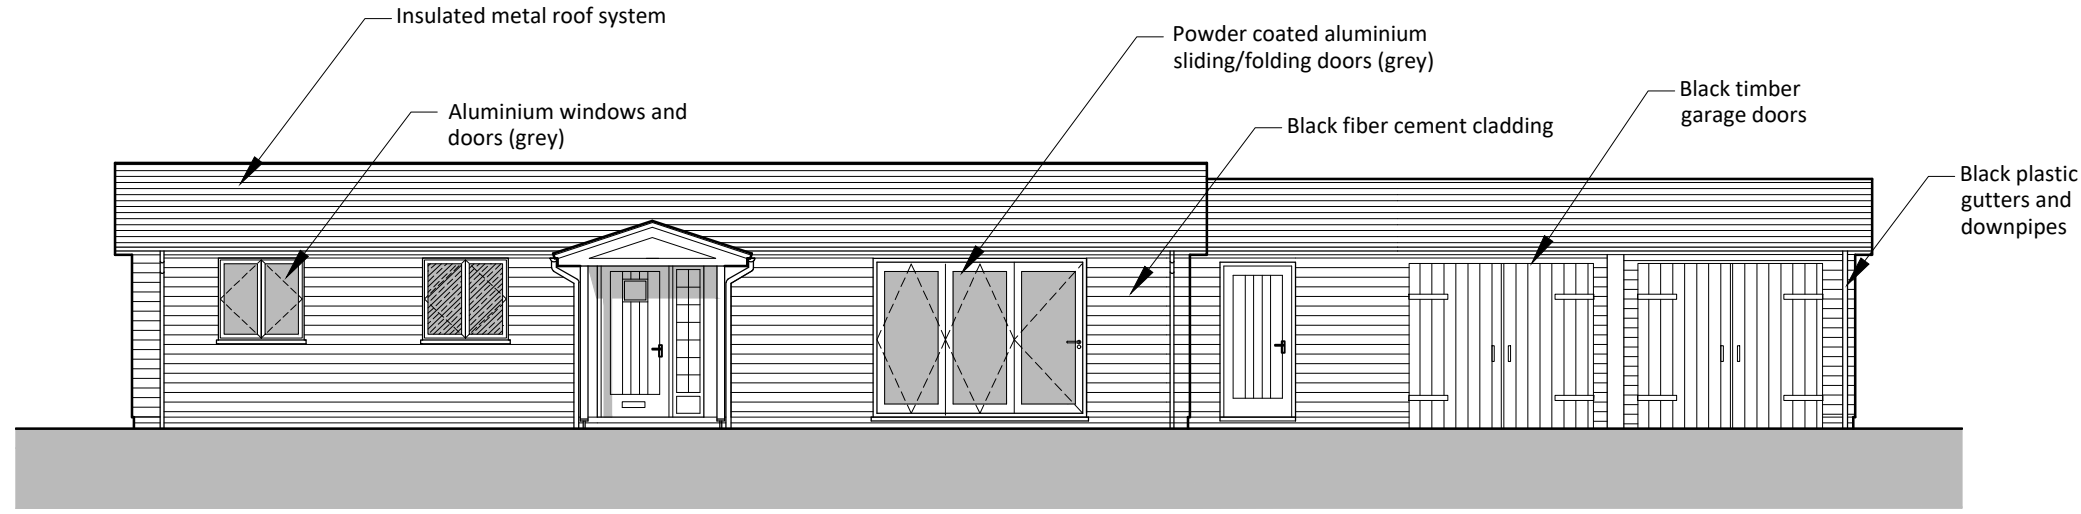 Insulated metal roof system
Powder coated aluminium
sliding/folding doors (grey)
Black timber
garage doors
Aluminium windows and
doors (grey)
Black fiber cement cladding
Black plastic
gutters and
downpipes